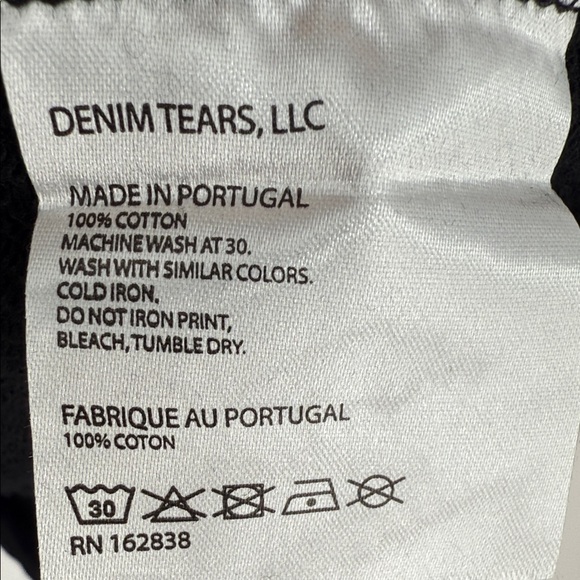 DENIM TEARS, LLC
MADE IN PORTUGAL
100% COTTON
MACHINE WASH AT 30.
WASH WITH SIMILAR COLORS.
COLD IRON.
DO NOT IRON PRINT,
BLEACH, TUMBLE DRY.
FABRIQUE AU PORTUGAL
100% COTON
30
RN 162838